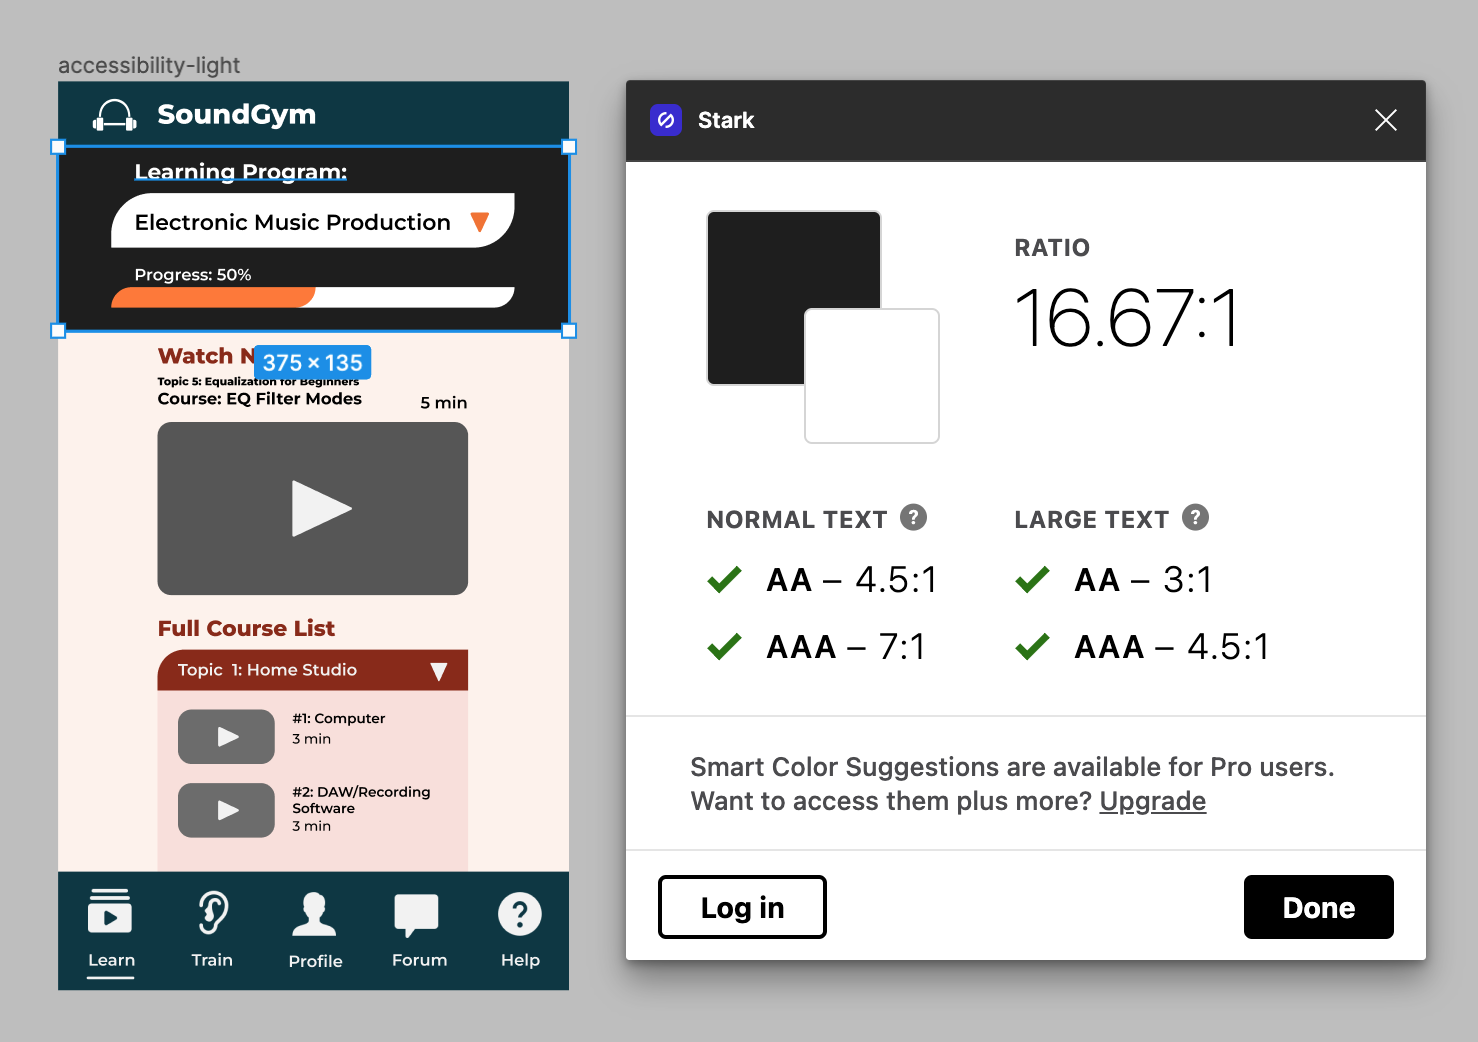 accessibility-light
SoundGym
Learning Program:
Electronic Music Production
Progress: 50%
Watch
375 × 135
Topic 5: Equalization for Beginners
Course: EQ Filter Modes
5 min
Full Course List
Topic 1: Home Studio
#1: Computer
3 min
#2: DAW/Recording
Software
3 min
Learn
Train
Profile
Forum
? Help
Stark
RATIO
16.67:1
NORMAL TEXT ?
AA – 4.5:1
AAA – 7:1
LARGE TEXT ?
AA – 3:1
AAA – 4.5:1
Smart Color Suggestions are available for Pro users.
Want to access them plus more? Upgrade
Log in
Done